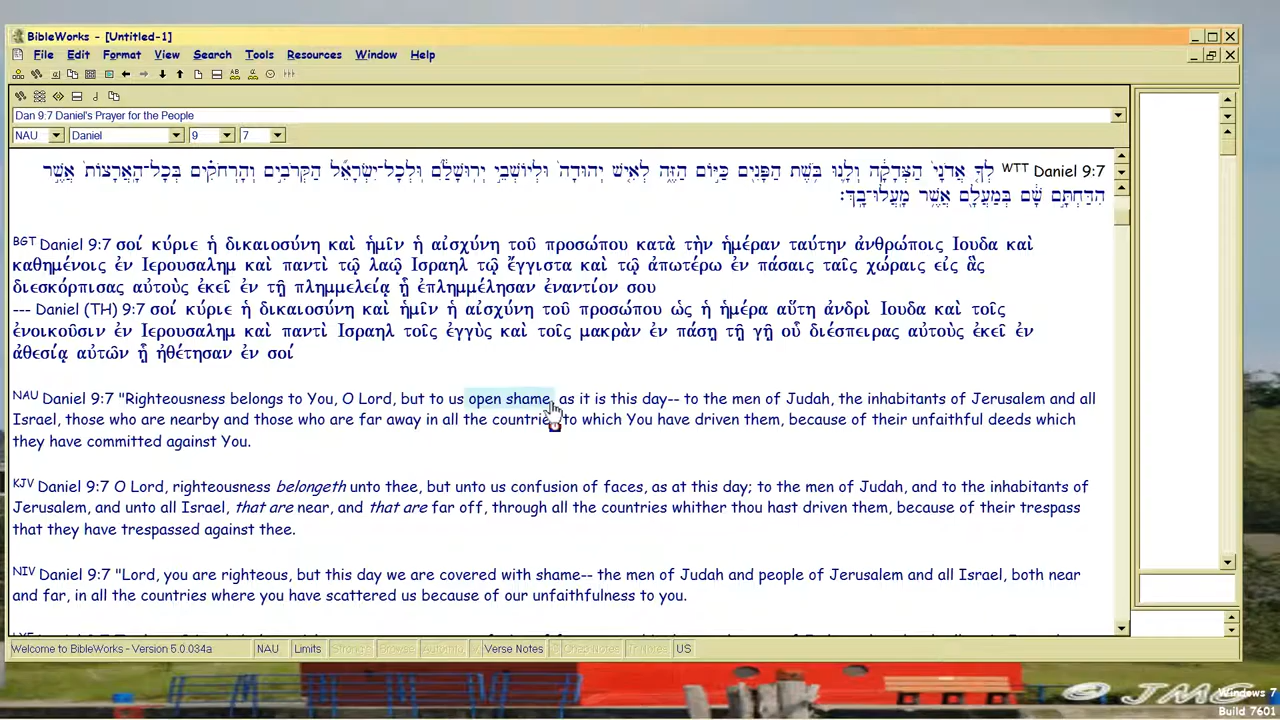 BibleWorks - [Untitled-1]
File Edit Format View Search Tools Resources Window Help
Dan 9:7 Daniel's Prayer for the People
NAU Daniel 9 7
WTT Daniel 9:7 לְךָ֤ אֲדֹנָי֙ הַצְּדָקָ֔ה וְלָ֛נוּ בֹּ֥שֶׁת הַפָּנִ֖ים כַּיּ֣וֹם הַזֶּ֑ה לְאִ֤ישׁ יְהוּדָה֙ וּלְיוֹשְׁבֵ֣י יְרֽוּשָׁלִַ֔ם וּֽלְכָל־יִשְׂרָאֵ֞ל הַקְּרֹבִ֣ים וְהָרְחֹקִ֗ים בְּכָל־הָֽאֲרָצוֹת֙ אֲשֶׁ֣ר
הִדַּחְתָּ֣ם שָׁ֔ם בְּמַעֲלָ֖ם אֲשֶׁ֥ר מָֽעֲלוּ־בָֽךְ׃
BGT Daniel 9:7 σοί κύριε ἡ δικαιοσύνη καὶ ἡμῖν ἡ αἰσχύνη τοῦ προσώπου κατὰ τὴν ἡμέραν ταύτην ἀνθρώποις Ιουδα καὶ
καθημένοις ἐν Ιερουσαλημ καὶ παντὶ τῷ λαῷ Ισραηλ τῷ ἔγγιστα καὶ τῷ ἀπωτέρω ἐν πάσαις ταῖς χώραις εἰς ἃς
διεσκόρπισας αὐτοὺς ἐκεῖ ἐν τῇ πλημμελείᾳ ᾗ ἐπλημμέλησαν ἐναντίον σου
--- Daniel (TH) 9:7 σοί κύριε ἡ δικαιοσύνη καὶ ἡμῖν ἡ αἰσχύνη τοῦ προσώπου ὡς ἡ ἡμέρα αὕτη ἀνδρὶ Ιουδα καὶ τοῖς
ἐνοικοῦσιν ἐν Ιερουσαλημ καὶ παντὶ Ισραηλ τοῖς ἐγγὺς καὶ τοῖς μακρὰν ἐν πάσῃ τῇ γῇ οὗ διέσπειρας αὐτοὺς ἐκεῖ ἐν
ἀθεσίᾳ αὐτῶν ᾗ ἠθέτησαν ἐν σοί
NAU Daniel 9:7 "Righteousness belongs to You, O Lord, but to us open shame, as it is this day-- to the men of Judah, the inhabitants of Jerusalem and all
Israel, those who are nearby and those who are far away in all the countries to which You have driven them, because of their unfaithful deeds which
they have committed against You.
KJV Daniel 9:7 O Lord, righteousness belongeth unto thee, but unto us confusion of faces, as at this day; to the men of Judah, and to the inhabitants of
Jerusalem, and unto all Israel, that are near, and that are far off, through all the countries whither thou hast driven them, because of their trespass
that they have trespassed against thee.
NIV Daniel 9:7 "Lord, you are righteous, but this day we are covered with shame-- the men of Judah and people of Jerusalem and all Israel, both near
and far, in all the countries where you have scattered us because of our unfaithfulness to you.
Welcome to BibleWorks - Version 5.0.034a NAU Limits Strong's Browse Verse Notes US
JMC
Windows 7
Build 7601